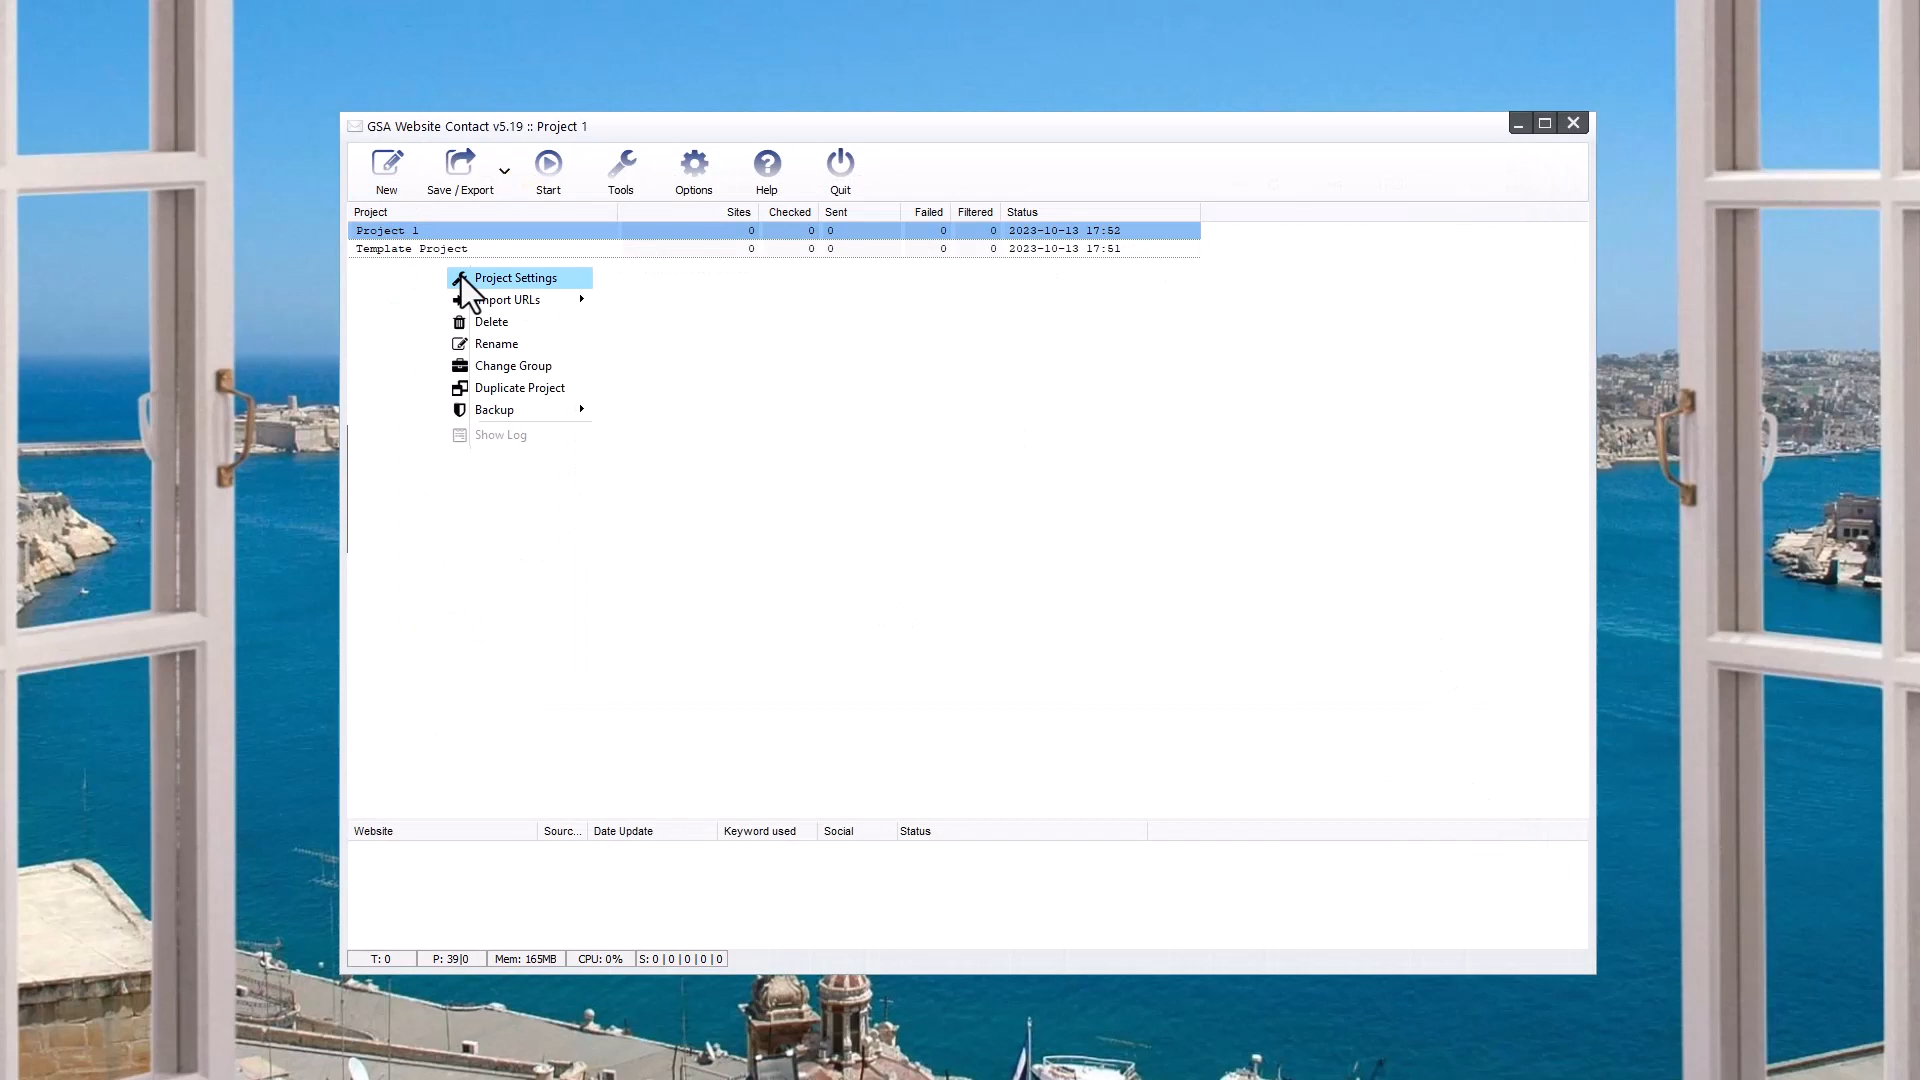 GSA Website Contact v5.19 :: Project 1
New Save / Export Start Tools Options Help Quit
Project Sites Checked Sent Failed Filtered Status
Project 1 0 0 0 0 0 2023-10-13 17:52
Template Project 0 0 0 0 0 2023-10-13 17:51
Project Settings
mport URLs
Delete
Rename
Change Group
Duplicate Project
Backup
Show Log
Website Sourc... Date Update Keyword used Social Status
T: 0 P: 39|0 Mem: 165MB CPU: 0% S: 0 | 0 | 0 | 0 | 0